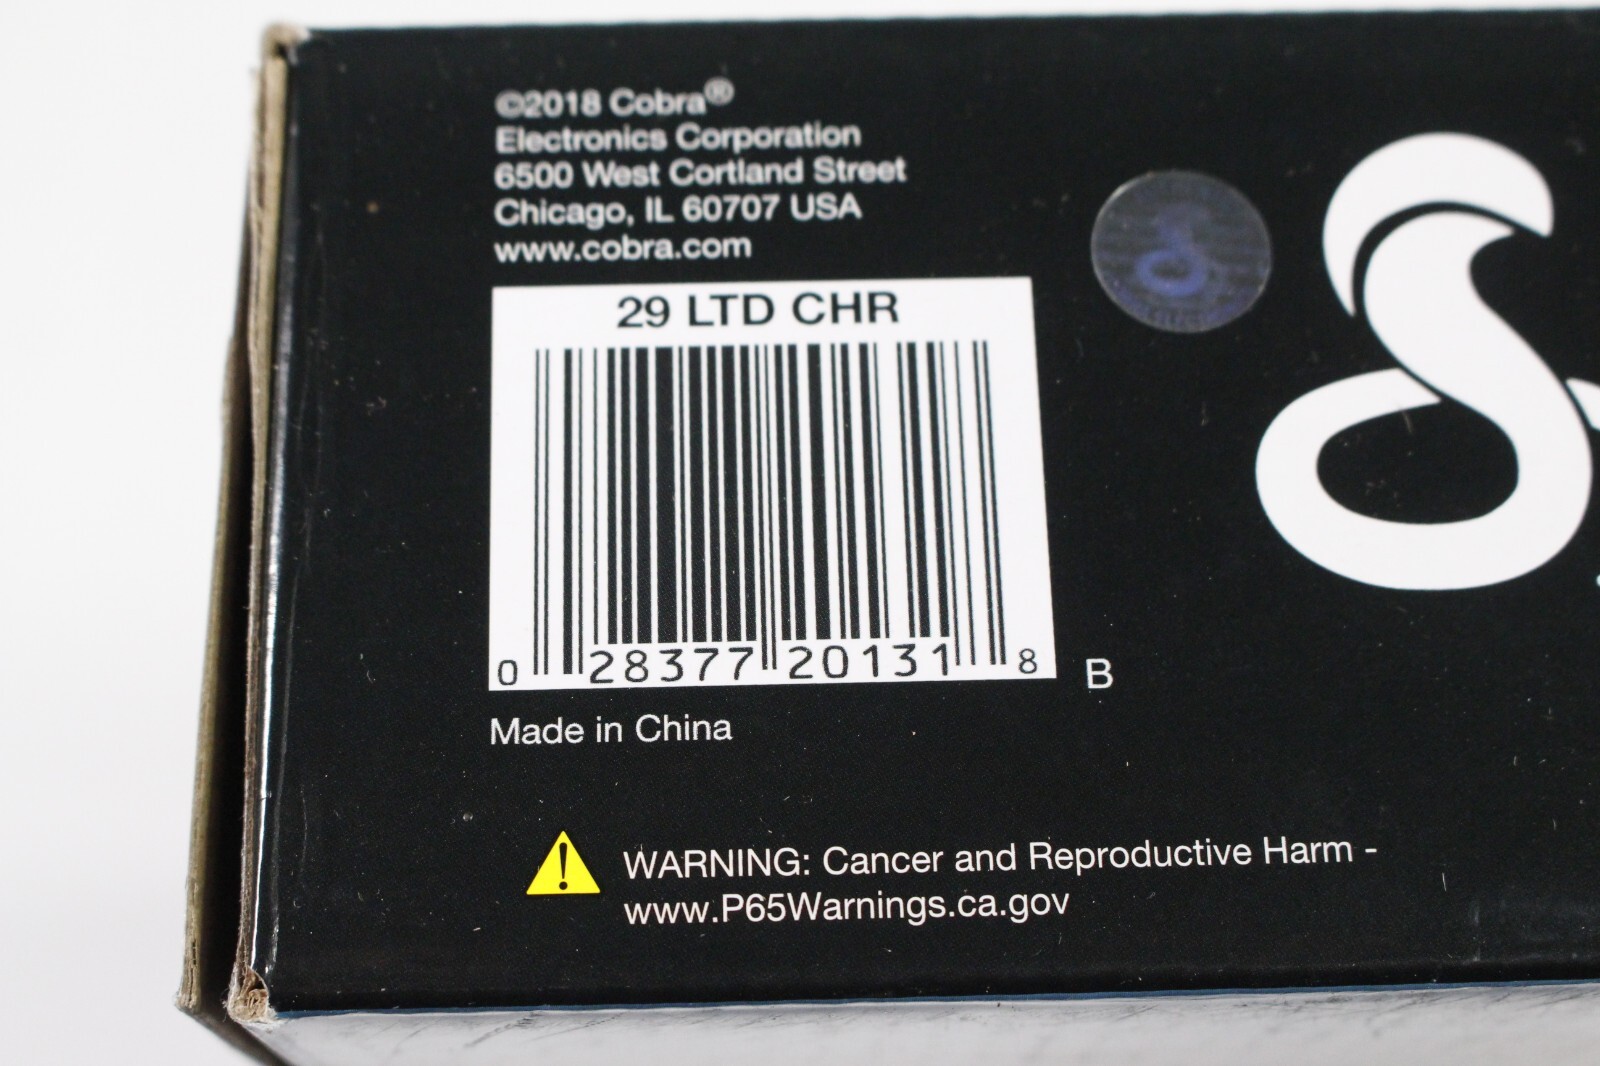 ©2018 Cobra®
Electronics Corporation
6500 West Cortland Street
Chicago, IL 60707 USA
www.cobra.com
29 LTD CHR
0 28377 20131 8
B
Made in China
WARNING: Cancer and Reproductive Harm -
www.P65Warnings.ca.gov